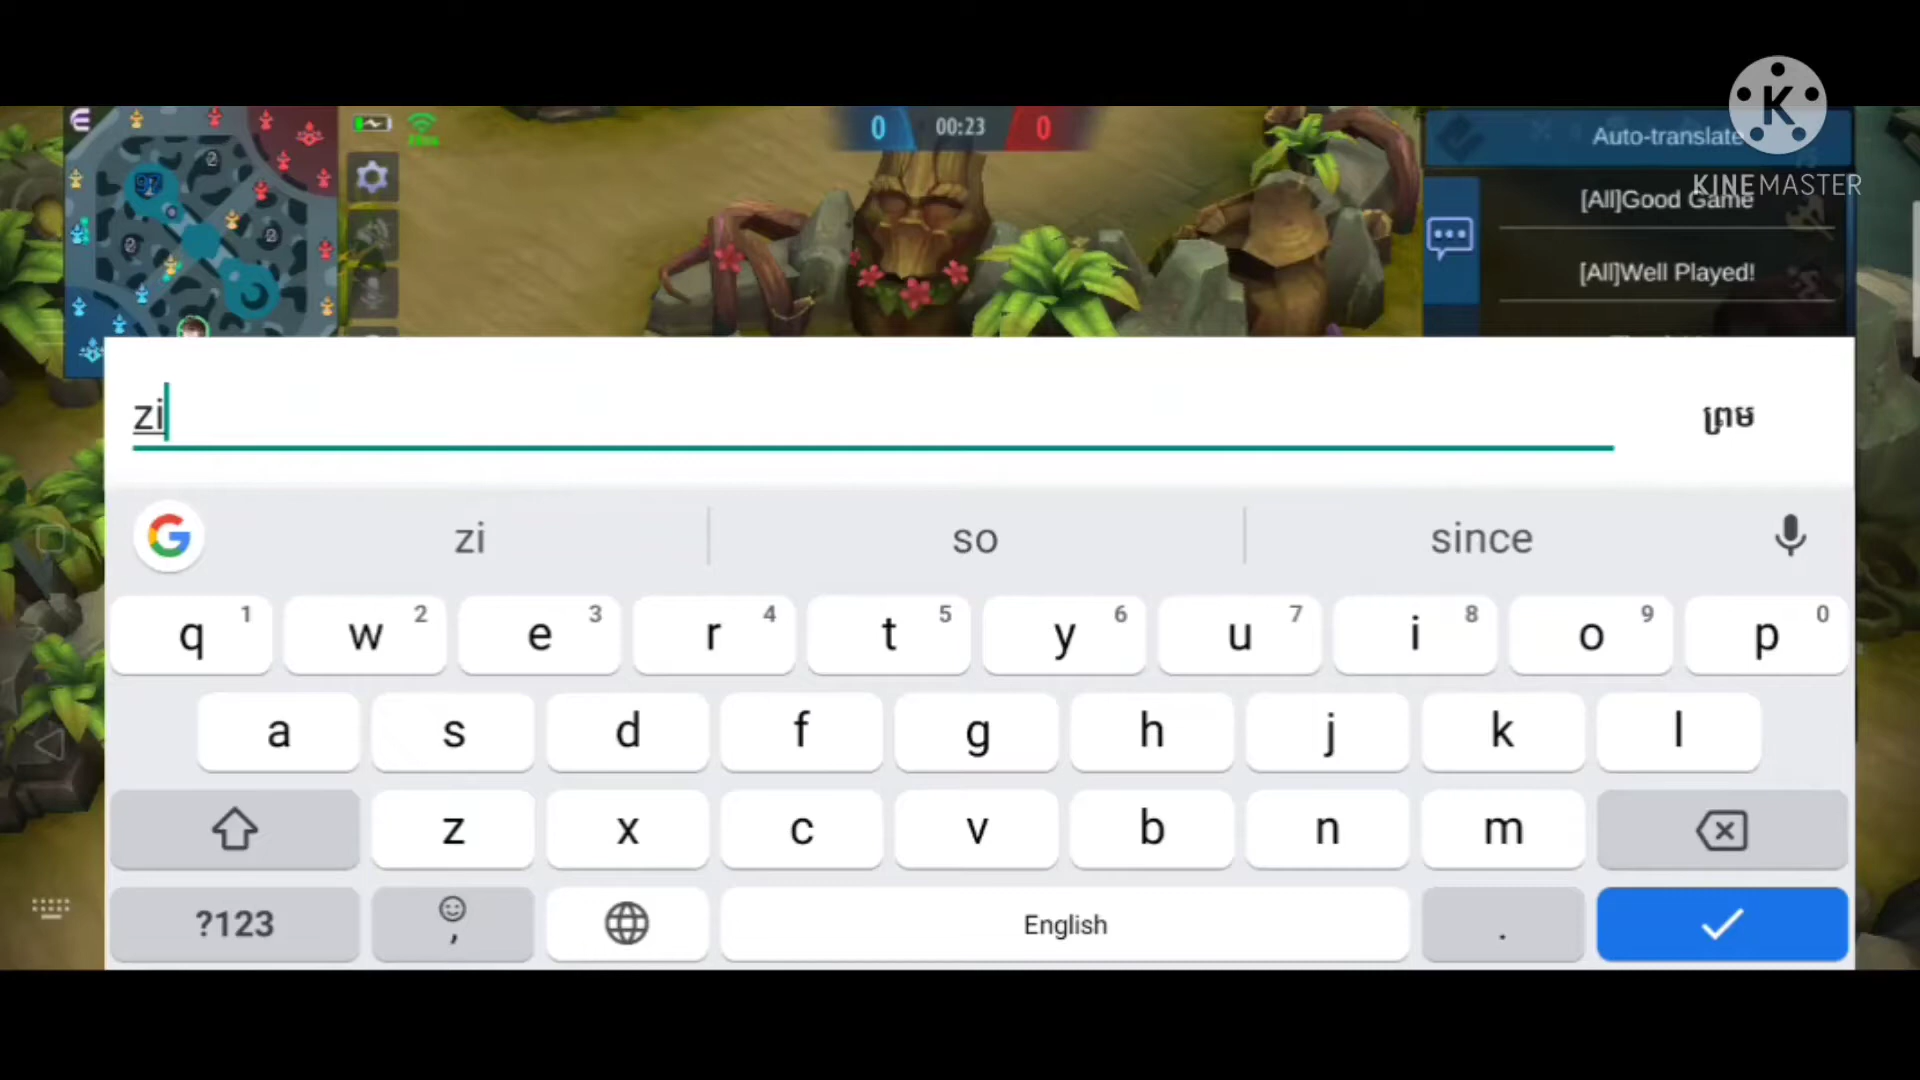 0 00:23 0
Auto-translate
KINEMASTER
[All]Good Game
[All]Well Played!
zi
ព្រម
zi so since
q 1 w 2 e 3 r 4 t 5 y 6 u 7 i 8 o 9 p 0
a s d f g h j k l
z x c v b n m
?123 , English .